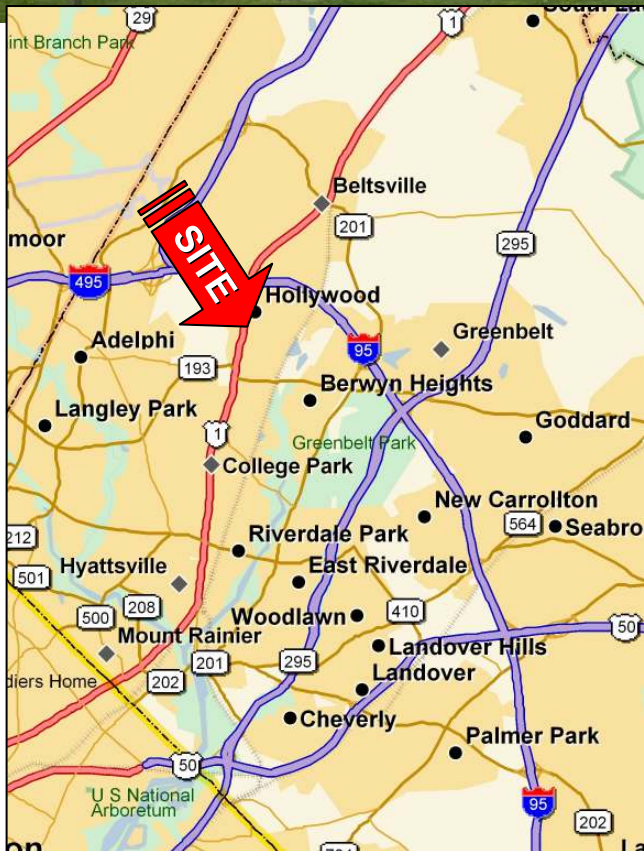 29
1
int Branch Park
Beltsville
201
moor
295
SITE
495
Hollywood
Adelphi
95
Greenbelt
193
Berwyn Heights
Langley Park
Goddard
1
Greenbelt Park
College Park
New Carrollton
564
Seabro
212
Riverdale Park
501
Hyattsville
East Riverdale
208
Woodlawn
410
500
50
Mount Rainier
201
295
Landover Hills
diers Home
202
Landover
Cheverly
Palmer Park
50
U S National
Arboretum
95
202
on
La